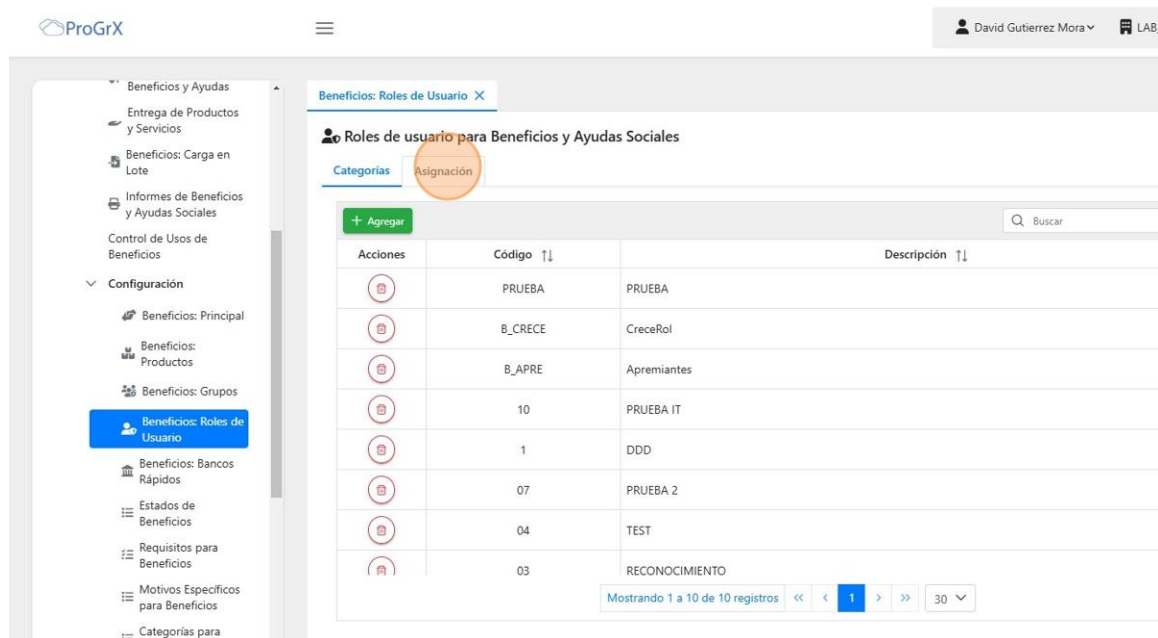 ProGrX
David Gutierrez Mora
LAB
Beneficios y Ayudas
Entrega de Productos
y Servicios
Beneficios: Carga en
Lote
Informes de Beneficios
y Ayudas Sociales
Control de Usos de
Beneficios
Configuración
Beneficios: Principal
Beneficios:
Productos
Beneficios: Grupos
Beneficios: Roles de
Usuario
Beneficios: Bancos
Rápidos
Estados de
Beneficios
Requisitos para
Beneficios
Motivos Específicos
para Beneficios
Categorías para
Beneficios: Roles de Usuario
Roles de usuario para Beneficios y Ayudas Sociales
Categorías Asignación
+ Agregar Buscar
Acciones Código Descripción
PRUEBA PRUEBA
B_CRECE CreceRol
B_APRE Apremiantes
10 PRUEBA IT
1 DDD
07 PRUEBA 2
04 TEST
03 RECONOCIMIENTO
Mostrando 1 a 10 de 10 registros << < 1 > >> 30